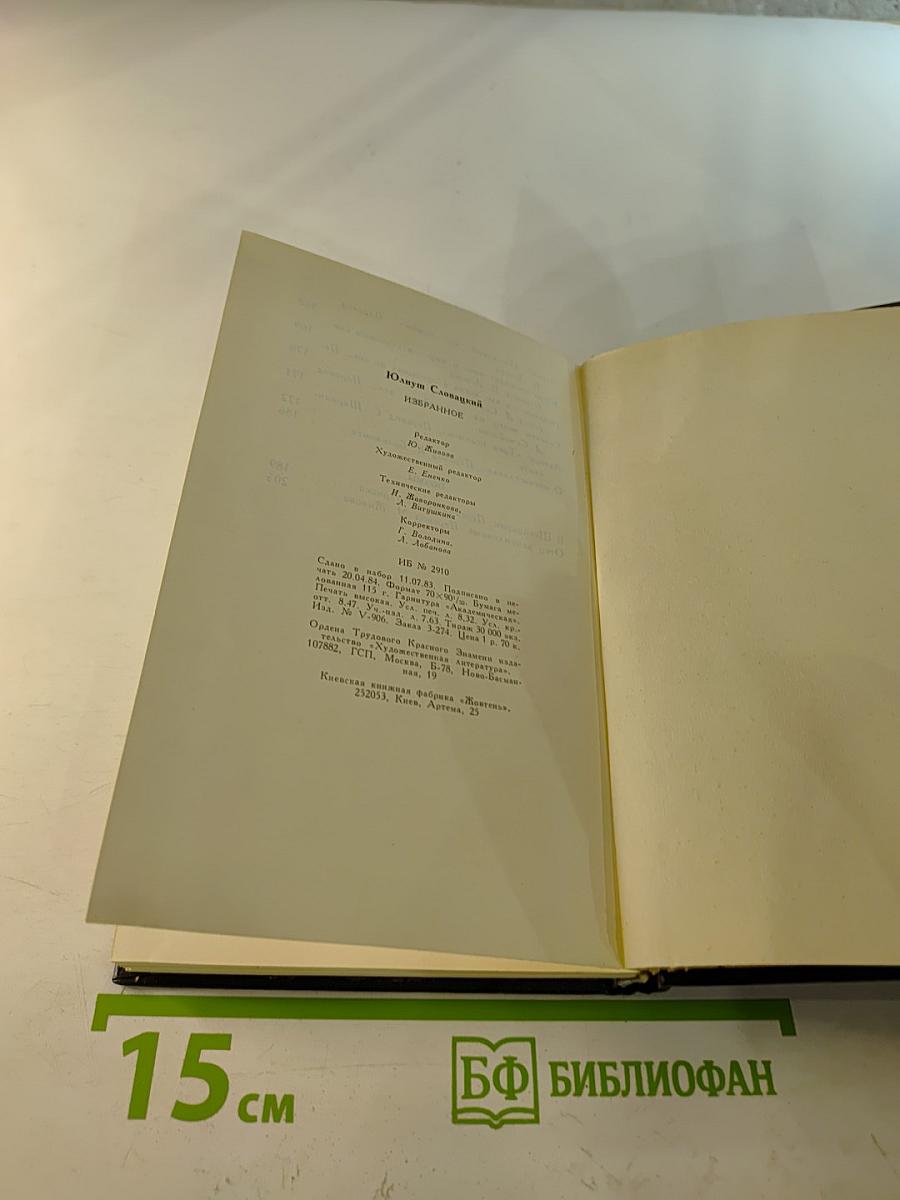 Юлиуш Словацкий
ИЗБРАННОЕ
Редактор
Ю. Живова
Художественный редактор
Е. Енечко
Технические редакторы
И. Жаворонкова,
Л. Витушкина
Корректоры
Г. Володина,
Л. Лобанова
ИБ № 2910
Сдано в набор 11.07.83. Подписано в пе-
чать 20.04.84. Формат 70×90¹/₃₂. Бумага ме-
лованная 115 г. Гарнитура «Академическая».
Печать высокая. Усл. печ. л. 8,32. Усл. кр.-
отт. 8,47. Уч.-изд. л. 7,63. Тираж 30 000 экз.
Изд. № V-906. Заказ 3-274. Цена 1 р. 70 к.
Ордена Трудового Красного Знамени изда-
тельство «Художественная литература».
107882, ГСП, Москва, Б-78, Ново-Басман-
ная, 19
Киевская книжная фабрика «Жовтень».
252053, Киев, Артема, 25
15 см
БФ БИБЛИОФАН